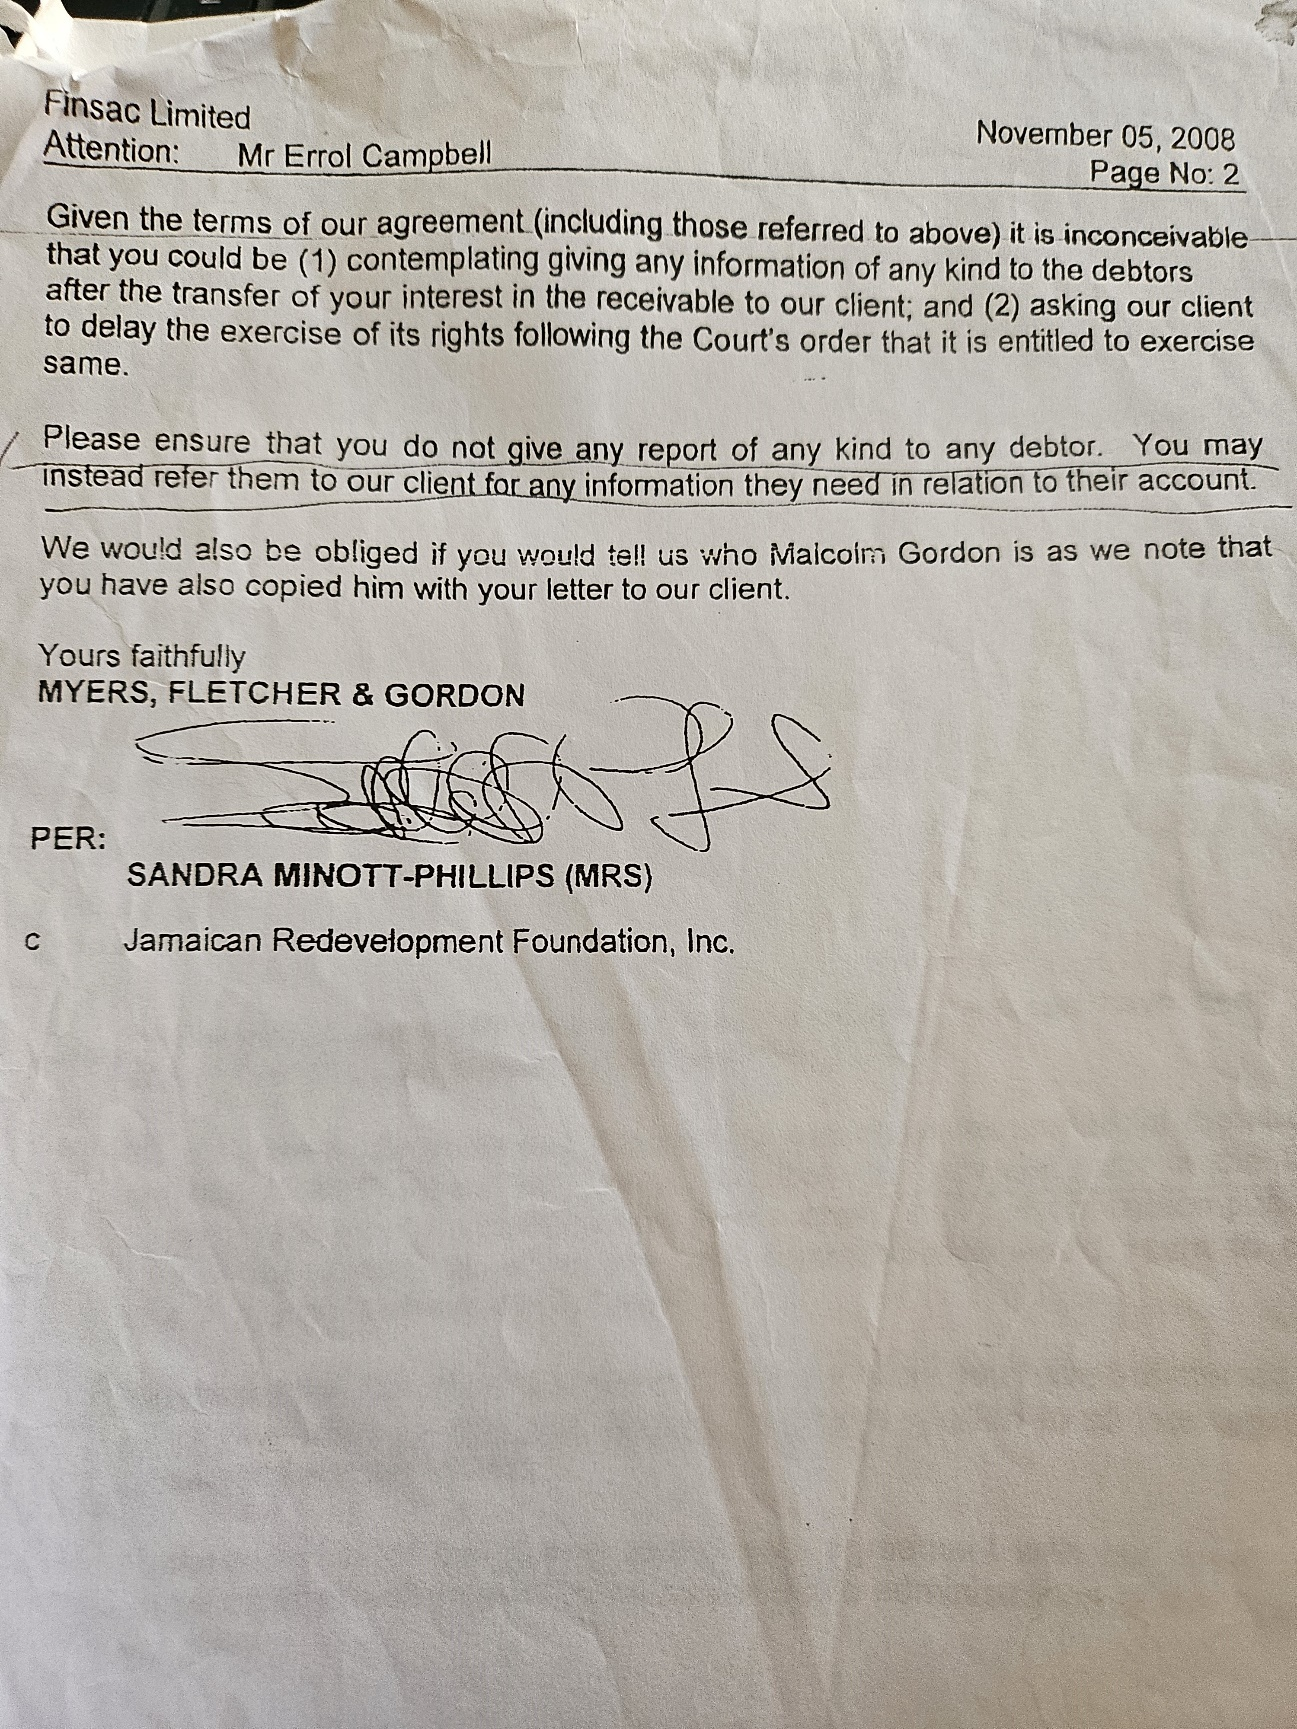 Finsac Limited
Attention: Mr Errol Campbell
November 05, 2008
Page No: 2
Given the terms of our agreement (including those referred to above) it is inconceivable
that you could be (1) contemplating giving any information of any kind to the debtors
after the transfer of your interest in the receivable to our client; and (2) asking our client
to delay the exercise of its rights following the Court's order that it is entitled to exercise
same.
Please ensure that you do not give any report of any kind to any debtor. You may
instead refer them to our client for any information they need in relation to their account.
We would also be obliged if you would tell us who Malcolm Gordon is as we note that
you have also copied him with your letter to our client.
Yours faithfully
MYERS, FLETCHER & GORDON
PER:
SANDRA MINOTT-PHILLIPS (MRS)
c Jamaican Redevelopment Foundation, Inc.